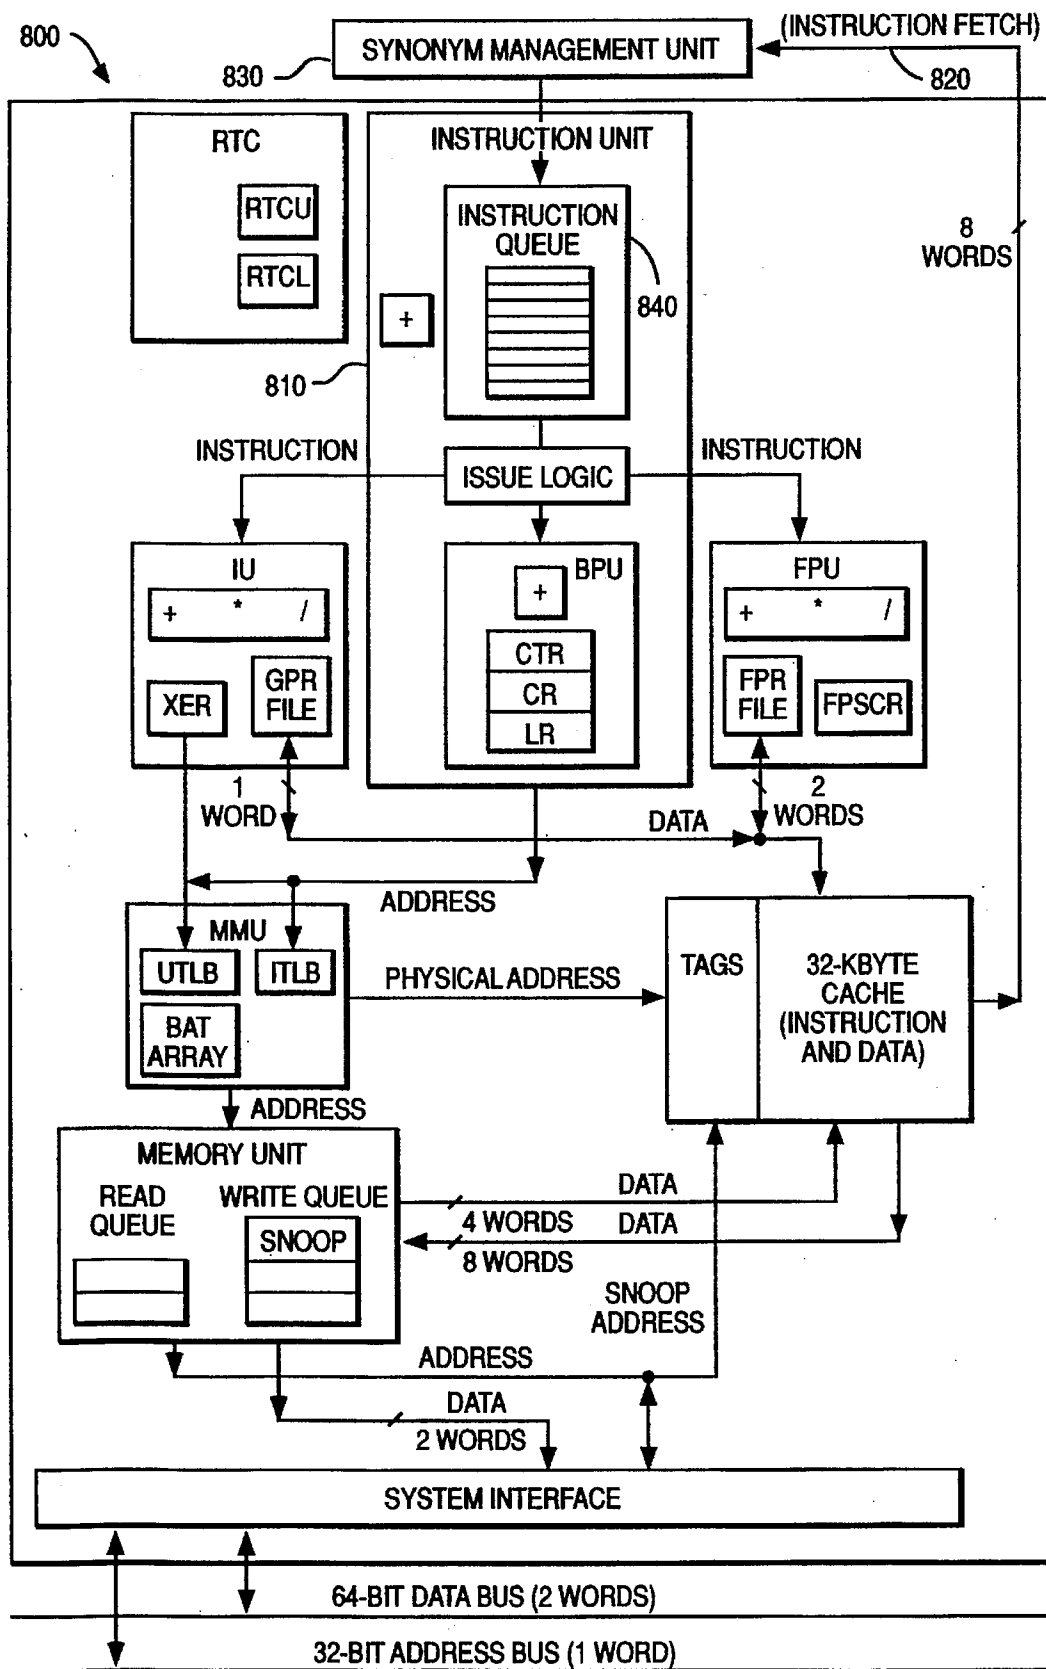 800
(INSTRUCTION FETCH)
SYNONYM MANAGEMENT UNIT
830
820
RTC
RTCU
RTCL
INSTRUCTION UNIT
INSTRUCTION
QUEUE
840
+
810
8
WORDS
INSTRUCTION
ISSUE LOGIC
INSTRUCTION
IU
+ * /
XER
GPR
FILE
BPU
+
CTR
CR
LR
FPU
+ * /
FPR
FILE
FPSCR
1
WORD
2
WORDS
DATA
ADDRESS
MMU
UTLB
ITLB
BAT
ARRAY
PHYSICAL ADDRESS
TAGS
32-KBYTE
CACHE
(INSTRUCTION
AND DATA)
ADDRESS
MEMORY UNIT
READ
QUEUE
WRITE QUEUE
SNOOP
DATA
4 WORDS
DATA
8 WORDS
SNOOP
ADDRESS
ADDRESS
DATA
2 WORDS
SYSTEM INTERFACE
64-BIT DATA BUS (2 WORDS)
32-BIT ADDRESS BUS (1 WORD)